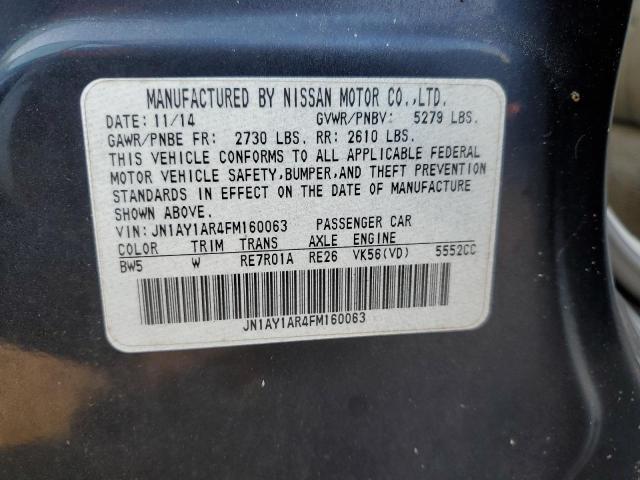 MANUFACTURED BY NISSAN MOTOR CO.,LTD.
DATE: 11/14 GVWR/PNBV: 5279 LBS.
GAWR/PNBE FR: 2730 LBS. RR: 2610 LBS.
THIS VEHICLE CONFORMS TO ALL APPLICABLE FEDERAL
MOTOR VEHICLE SAFETY,BUMPER,AND THEFT PREVENTION
STANDARDS IN EFFECT ON THE DATE OF MANUFACTURE
SHOWN ABOVE.
VIN: JN1AY1AR4FM160063 PASSENGER CAR
COLOR TRIM TRANS AXLE ENGINE
BW5 W RE7R01A RE26 VK56(VD) 5552CC
JN1AY1AR4FM160063